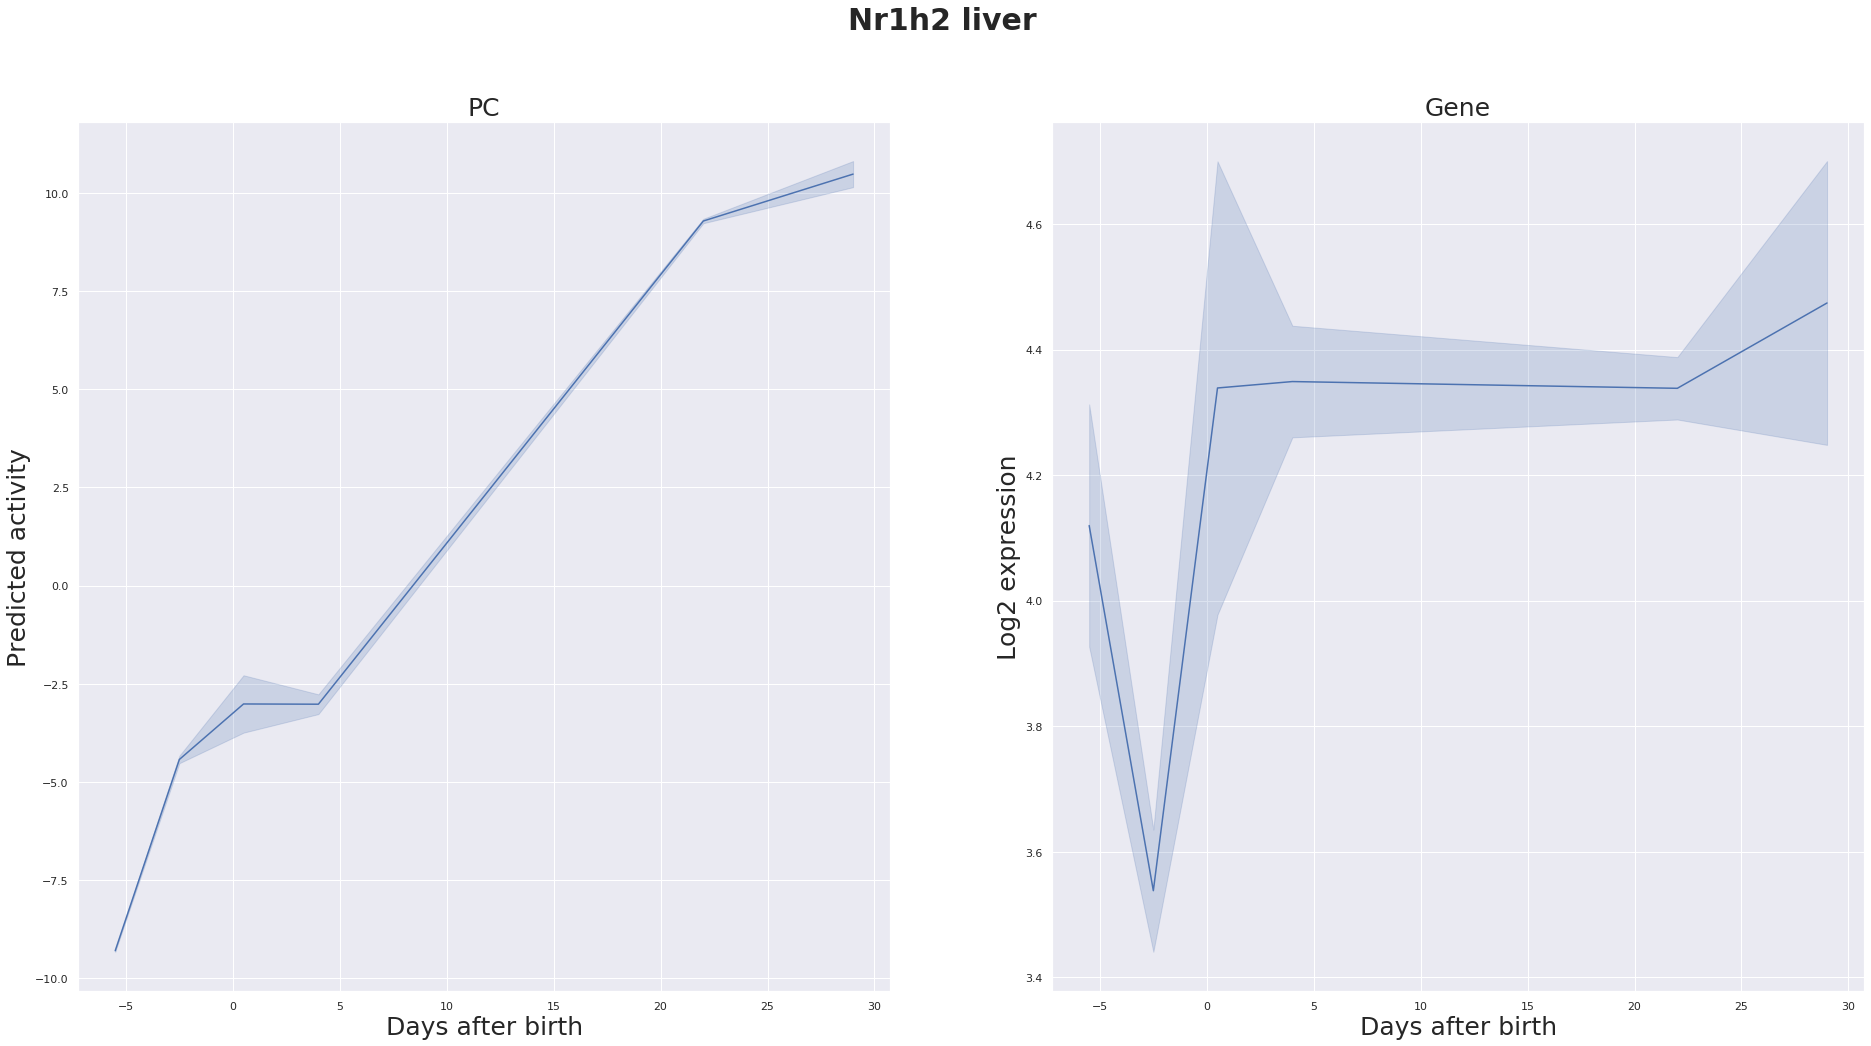 Nr1h2 liver
PC
Predicted activity
10.0
7.5
5.0
2.5
0.0
−2.5
−5.0
−7.5
−10.0
−5 0 5 10 15 20 25 30
Days after birth
Gene
Log2 expression
4.6
4.4
4.2
4.0
3.8
3.6
3.4
−5 0 5 10 15 20 25 30
Days after birth